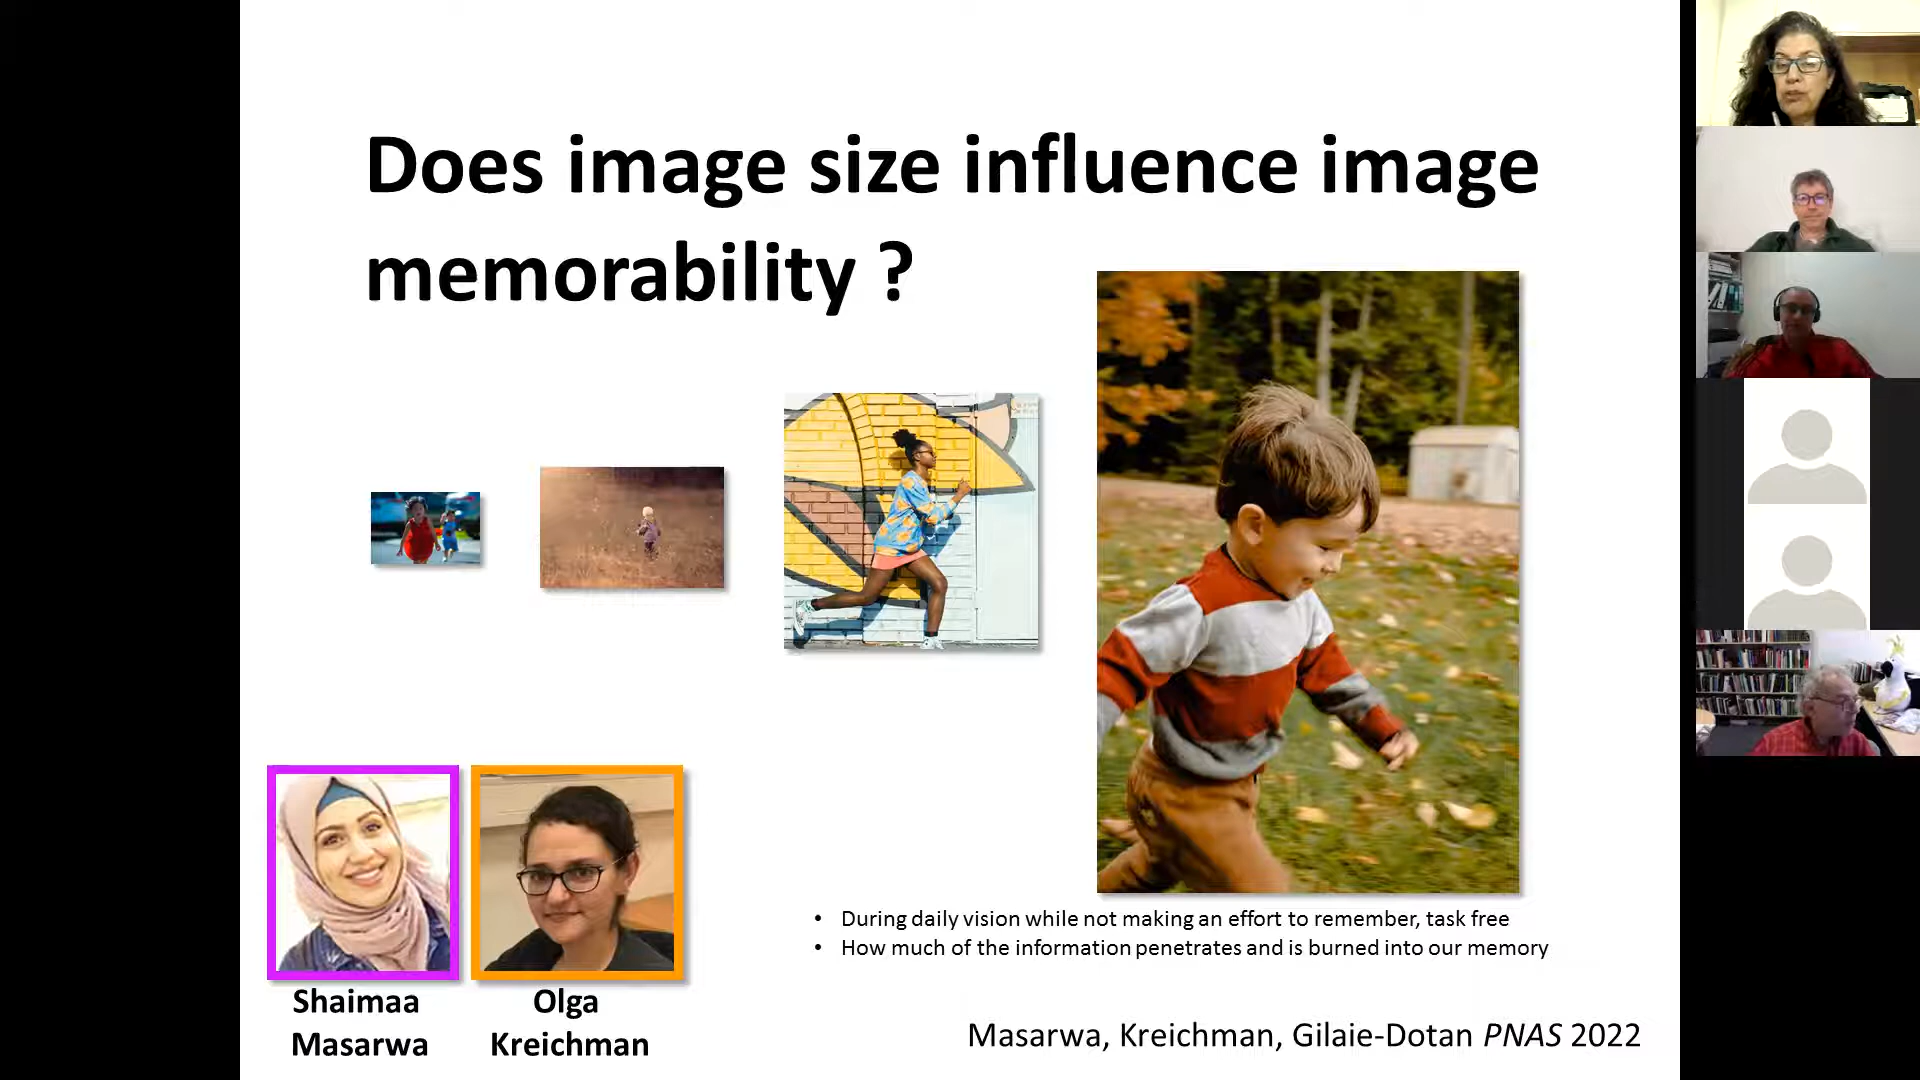 Does image size influence image
memorability ?
• During daily vision while not making an effort to remember, task free
• How much of the information penetrates and is burned into our memory
Shaimaa
Masarwa
Olga
Kreichman
Masarwa, Kreichman, Gilaie-Dotan PNAS 2022